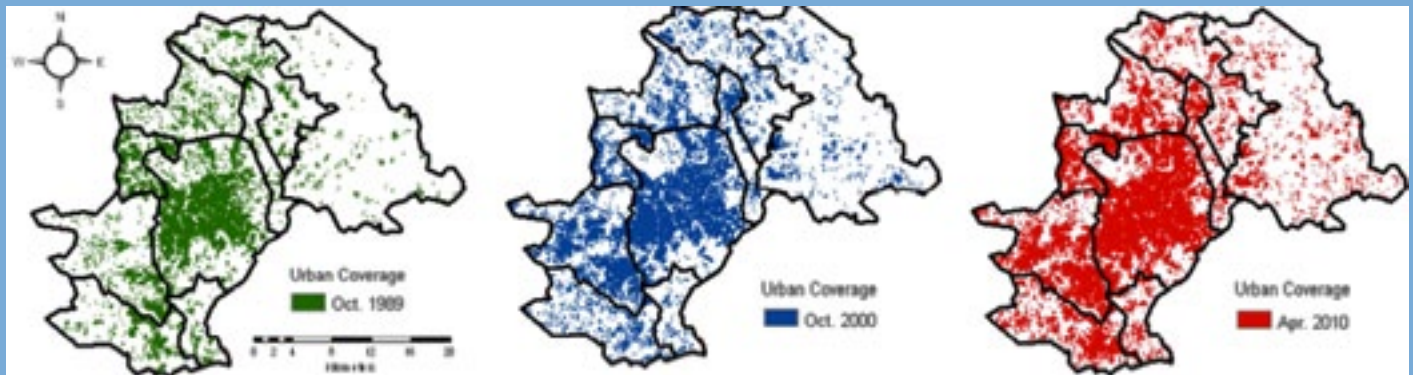 N
W E
S
Urban Coverage
Oct. 1989
0 2 4 8 12 16 20
Urban Coverage
Oct. 2000
Urban Coverage
Apr. 2010